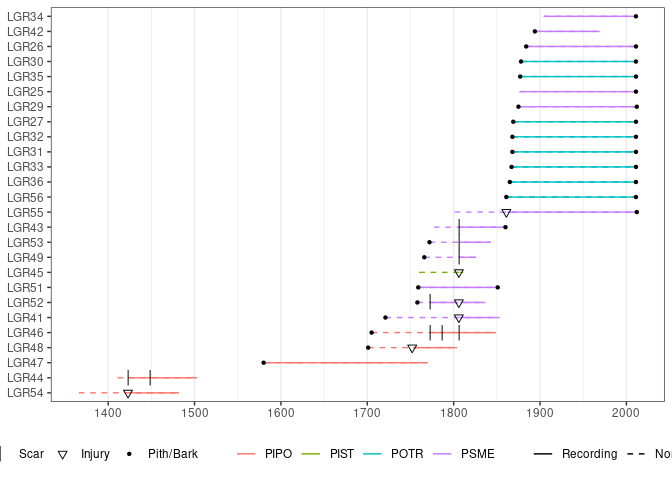 LGR34
LGR42
LGR26
LGR30
LGR35
LGR25
LGR29
LGR27
LGR32
LGR31
LGR33
LGR36
LGR56
LGR55
LGR43
LGR53
LGR49
LGR45
LGR51
LGR52
LGR41
LGR46
LGR48
LGR47
LGR44
LGR54
1400 1500 1600 1700 1800 1900 2000
Scar Injury Pith/Bark PIPO PIST POTR PSME Recording